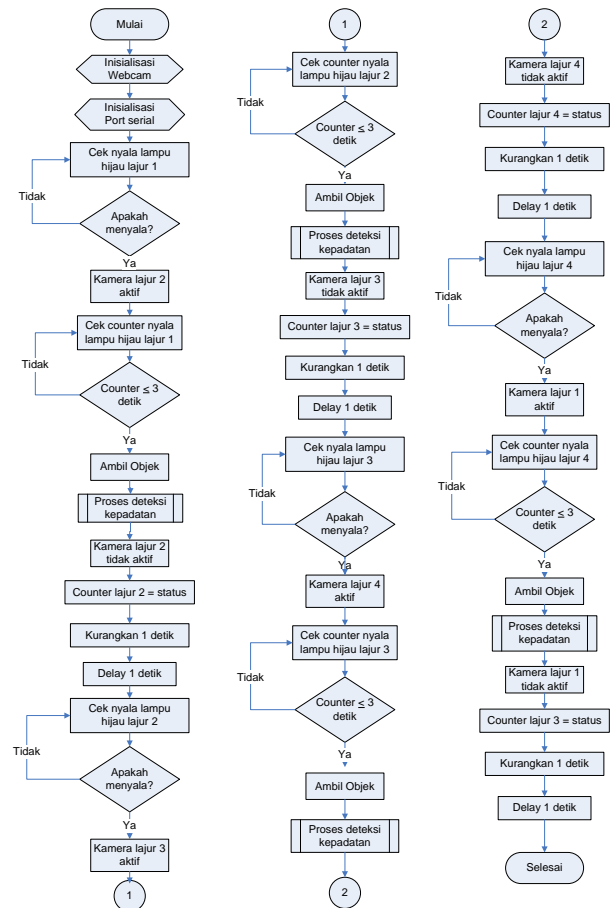 Mulai
Inisialisasi
Webcam
Inisialisasi
Port serial
Cek nyala lampu
hijau lajur 1
Tidak
Apakah
menyala?
Ya
Kamera lajur 2
aktif
Cek counter nyala
lampu hijau lajur 1
Tidak
Counter ≤ 3
detik
Ya
Ambil Objek
Proses deteksi
kepadatan
Kamera lajur 2
tidak aktif
Counter lajur 2 = status
Kurangkan 1 detik
Delay 1 detik
Cek nyala lampu
hijau lajur 2
Tidak
Apakah
menyala?
Ya
Kamera lajur 3
aktif
1
1
Cek counter nyala
lampu hijau lajur 2
Tidak
Counter ≤ 3
detik
Ya
Ambil Objek
Proses deteksi
kepadatan
Kamera lajur 3
tidak aktif
Counter lajur 3 = status
Kurangkan 1 detik
Delay 1 detik
Cek nyala lampu
hijau lajur 3
Tidak
Apakah
menyala?
Ya
Kamera lajur 4
aktif
Cek counter nyala
lampu hijau lajur 3
Tidak
Counter ≤ 3
detik
Ya
Ambil Objek
Proses deteksi
kepadatan
2
2
Kamera lajur 4
tidak aktif
Counter lajur 4 = status
Kurangkan 1 detik
Delay 1 detik
Cek nyala lampu
hijau lajur 4
Tidak
Apakah
menyala?
Ya
Kamera lajur 1
aktif
Cek counter nyala
lampu hijau lajur 4
Tidak
Counter ≤ 3
detik
Ya
Ambil Objek
Proses deteksi
kepadatan
Kamera lajur 1
tidak aktif
Counter lajur 3 = status
Kurangkan 1 detik
Delay 1 detik
Selesai